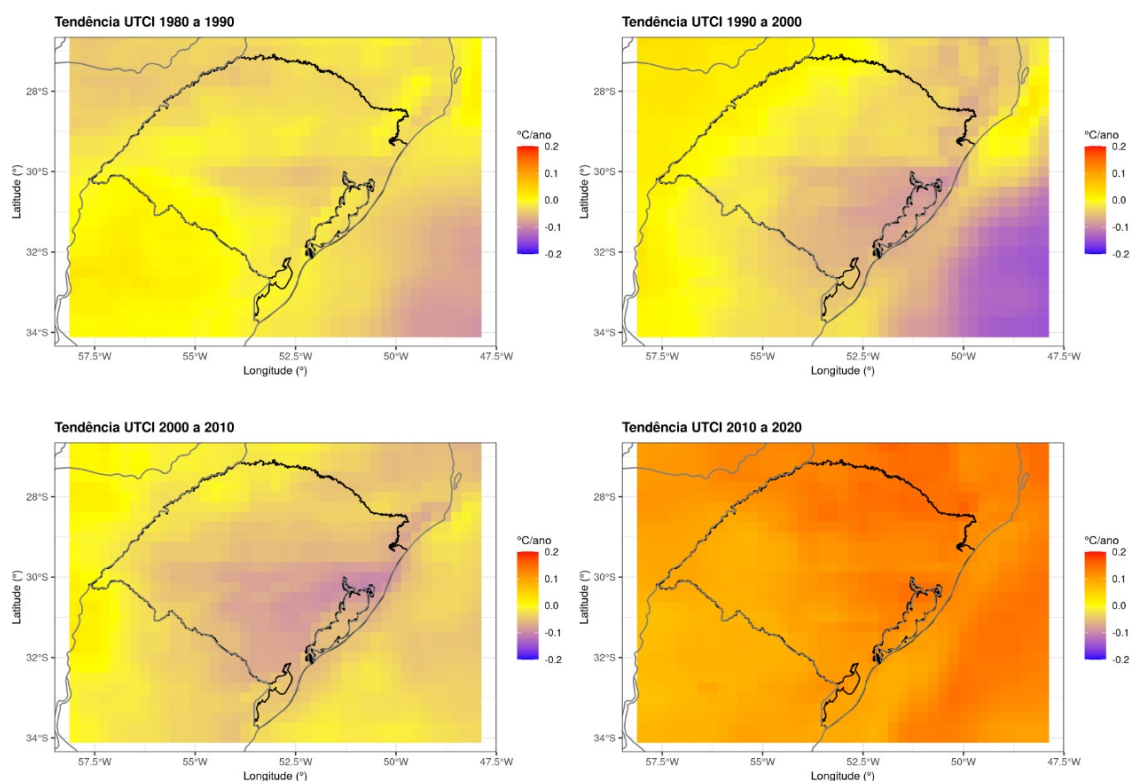 Tendência UTCI 1980 a 1990
28°S
30°S
32°S
34°S
Latitude (º)
57.5°W
55°W
52.5°W
50°W
47.5°W
Longitude (º)
ºC/ano
0.2
0.1
0.0
-0.1
-0.2
Tendência UTCI 1990 a 2000
28°S
30°S
32°S
34°S
Latitude (º)
57.5°W
55°W
52.5°W
50°W
47.5°W
Longitude (º)
ºC/ano
0.2
0.1
0.0
-0.1
-0.2
Tendência UTCI 2000 a 2010
28°S
30°S
32°S
34°S
Latitude (º)
57.5°W
55°W
52.5°W
50°W
47.5°W
Longitude (º)
ºC/ano
0.2
0.1
0.0
-0.1
-0.2
Tendência UTCI 2010 a 2020
28°S
30°S
32°S
34°S
Latitude (º)
57.5°W
55°W
52.5°W
50°W
47.5°W
Longitude (º)
ºC/ano
0.2
0.1
0.0
-0.1
-0.2